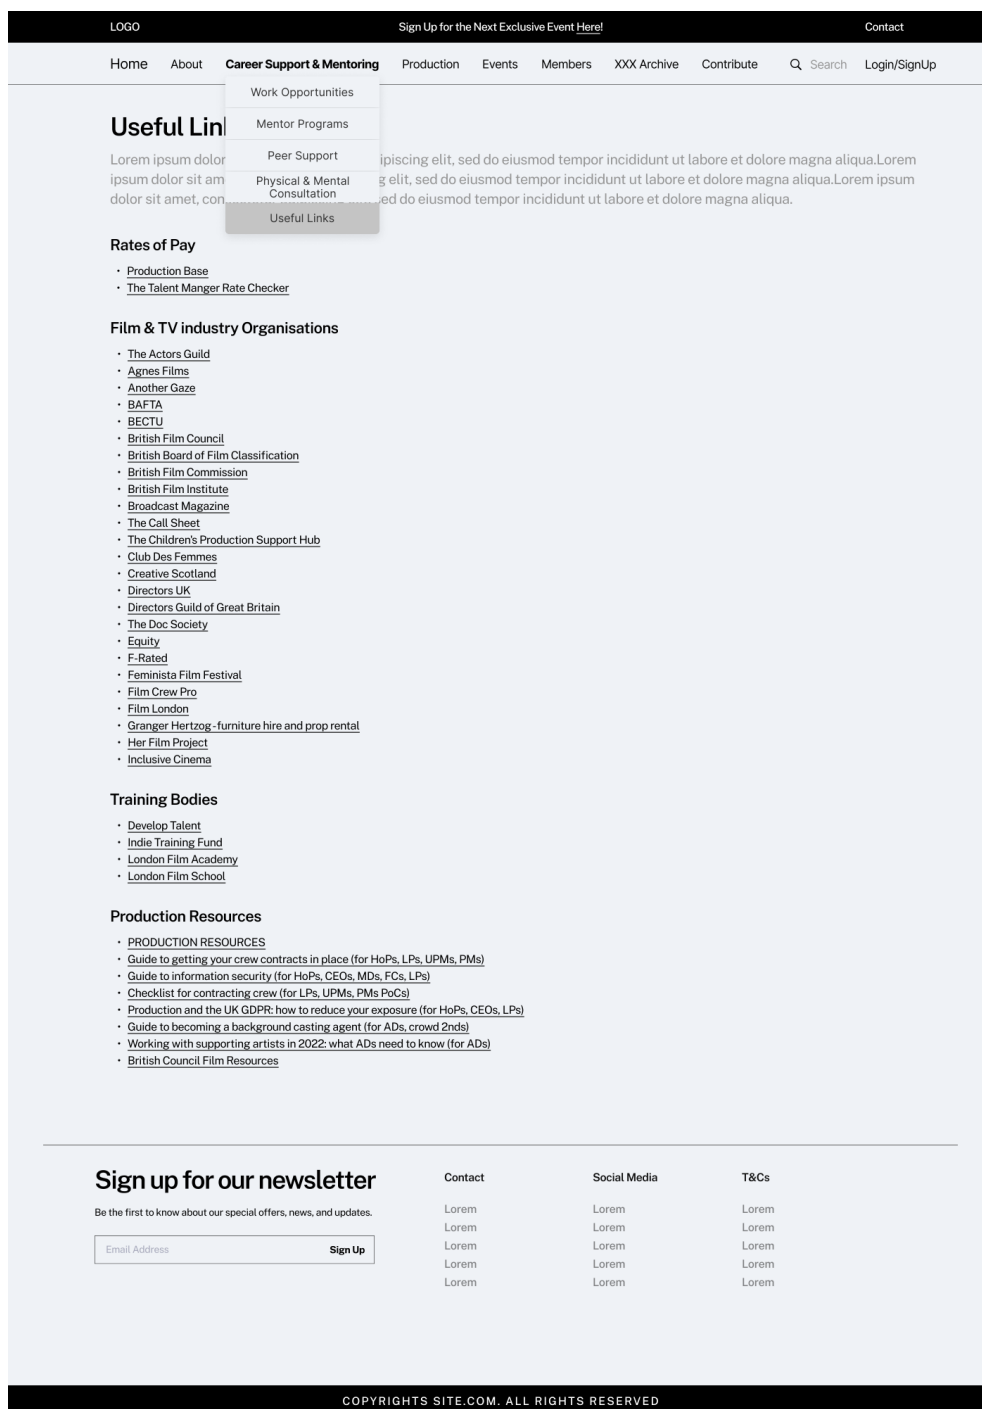 LOGO
Sign Up for the Next Exclusive Event Here!
Contact
Home
About
Career Support & Mentoring
Production
Events
Members
XXX Archive
Contribute
Search
Login/SignUp
Work Opportunities
Mentor Programs
Peer Support
Physical & Mental
Consultation
Useful Links
Useful Lin
Lorem ipsum dolor ipiscing elit, sed do eiusmod tempor incididunt ut labore et dolore magna aliqua.Lorem
ipsum dolor sit am g elit, sed do eiusmod tempor incididunt ut labore et dolore magna aliqua.Lorem ipsum
dolor sit amet, con sed do eiusmod tempor incididunt ut labore et dolore magna aliqua.
Rates of Pay
• Production Base
• The Talent Manger Rate Checker
Film & TV industry Organisations
• The Actors Guild
• Agnes Films
• Another Gaze
• BAFTA
• BECTU
• British Film Council
• British Board of Film Classification
• British Film Commission
• British Film Institute
• Broadcast Magazine
• The Call Sheet
• The Children's Production Support Hub
• Club Des Femmes
• Creative Scotland
• Directors UK
• Directors Guild of Great Britain
• The Doc Society
• Equity
• F-Rated
• Feminista Film Festival
• Film Crew Pro
• Film London
• Granger Hertzog - furniture hire and prop rental
• Her Film Project
• Inclusive Cinema
Training Bodies
• Develop Talent
• Indie Training Fund
• London Film Academy
• London Film School
Production Resources
• PRODUCTION RESOURCES
• Guide to getting your crew contracts in place (for HoPs, LPs, UPMs, PMs)
• Guide to information security (for HoPs, CEOs, MDs, FCs, LPs)
• Checklist for contracting crew (for LPs, UPMs, PMs PoCs)
• Production and the UK GDPR: how to reduce your exposure (for HoPs, CEOs, LPs)
• Guide to becoming a background casting agent (for ADs, crowd 2nds)
• Working with supporting artists in 2022: what ADs need to know (for ADs)
• British Council Film Resources
Sign up for our newsletter
Be the first to know about our special offers, news, and updates.
Email Address
Sign Up
Contact
Lorem
Lorem
Lorem
Lorem
Lorem
Social Media
Lorem
Lorem
Lorem
Lorem
Lorem
T&Cs
Lorem
Lorem
Lorem
Lorem
Lorem
COPYRIGHTS SITE.COM. ALL RIGHTS RESERVED